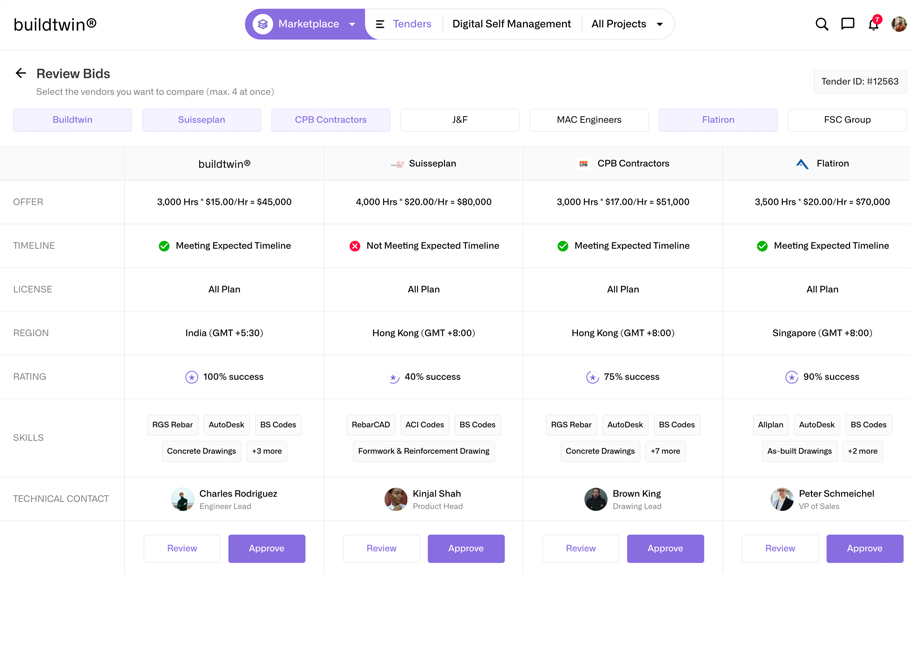 buildtwin®
Marketplace
Tenders
Digital Self Management
All Projects
7
Review Bids
Select the vendors you want to compare (max. 4 at once)
Tender ID: #12563
Buildtwin
Suisseplan
CPB Contractors
J&F
MAC Engineers
Flatiron
FSC Group
buildtwin®
Suisseplan
CPB Contractors
Flatiron
OFFER
3,000 Hrs * $15.00/Hr = $45,000
4,000 Hrs * $20.00/Hr = $80,000
3,000 Hrs * $17.00/Hr = $51,000
3,500 Hrs * $20.00/Hr = $70,000
TIMELINE
Meeting Expected Timeline
Not Meeting Expected Timeline
Meeting Expected Timeline
Meeting Expected Timeline
LICENSE
All Plan
All Plan
All Plan
All Plan
REGION
India (GMT +5:30)
Hong Kong (GMT +8:00)
Hong Kong (GMT +8:00)
Singapore (GMT +8:00)
RATING
100% success
40% success
75% success
90% success
SKILLS
RGS Rebar
AutoDesk
BS Codes
Concrete Drawings
+3 more
RebarCAD
ACI Codes
BS Codes
Formwork & Reinforcement Drawing
RGS Rebar
AutoDesk
BS Codes
Concrete Drawings
+7 more
Allplan
AutoDesk
BS Codes
As-built Drawings
+2 more
TECHNICAL CONTACT
Charles Rodriguez
Engineer Lead
Kinjal Shah
Product Head
Brown King
Drawing Lead
Peter Schmeichel
VP of Sales
Review
Approve
Review
Approve
Review
Approve
Review
Approve